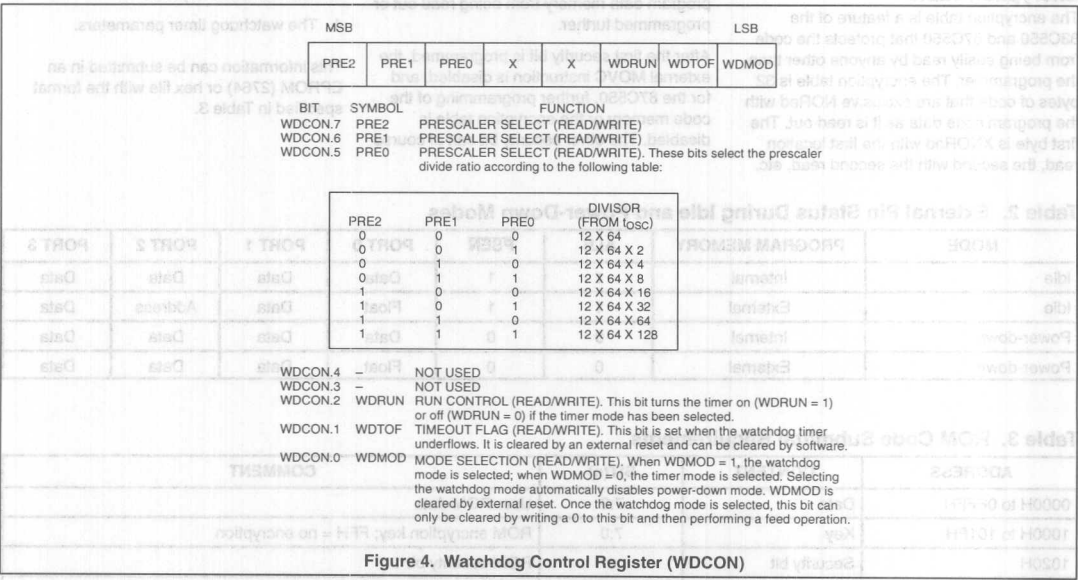 MSB LSB
PRE2 PRE1 PRE0 X X WDRUN WDTOF WDMOD
BIT SYMBOL FUNCTION
WDCON.7 PRE2 PRESCALER SELECT (READ/WRITE)
WDCON.6 PRE1 PRESCALER SELECT (READ/WRITE)
WDCON.5 PRE0 PRESCALER SELECT (READ/WRITE). These bits select the prescaler
divide ratio according to the following table:
DIVISOR
PRE2 PRE1 PRE0 (FROM tOSC)
0 0 0 12 X 64
0 0 1 12 X 64 X 2
0 1 0 12 X 64 X 4
0 1 1 12 X 64 X 8
1 0 0 12 X 64 X 16
1 0 1 12 X 64 X 32
1 1 0 12 X 64 X 64
1 1 1 12 X 64 X 128
WDCON.4 – NOT USED
WDCON.3 – NOT USED
WDCON.2 WDRUN RUN CONTROL (READ/WRITE). This bit turns the timer on (WDRUN = 1)
or off (WDRUN = 0) if the timer mode has been selected.
WDCON.1 WDTOF TIMEOUT FLAG (READ/WRITE). This bit is set when the watchdog timer
underflows. It is cleared by an external reset and can be cleared by software.
WDCON.0 WDMOD MODE SELECTION (READ/WRITE). When WDMOD = 1, the watchdog
mode is selected; when WDMOD = 0, the timer mode is selected. Selecting
the watchdog mode automatically disables power-down mode. WDMOD is
cleared by external reset. Once the watchdog mode is selected, this bit can
only be cleared by writing a 0 to this bit and then performing a feed operation.
Figure 4. Watchdog Control Register (WDCON)